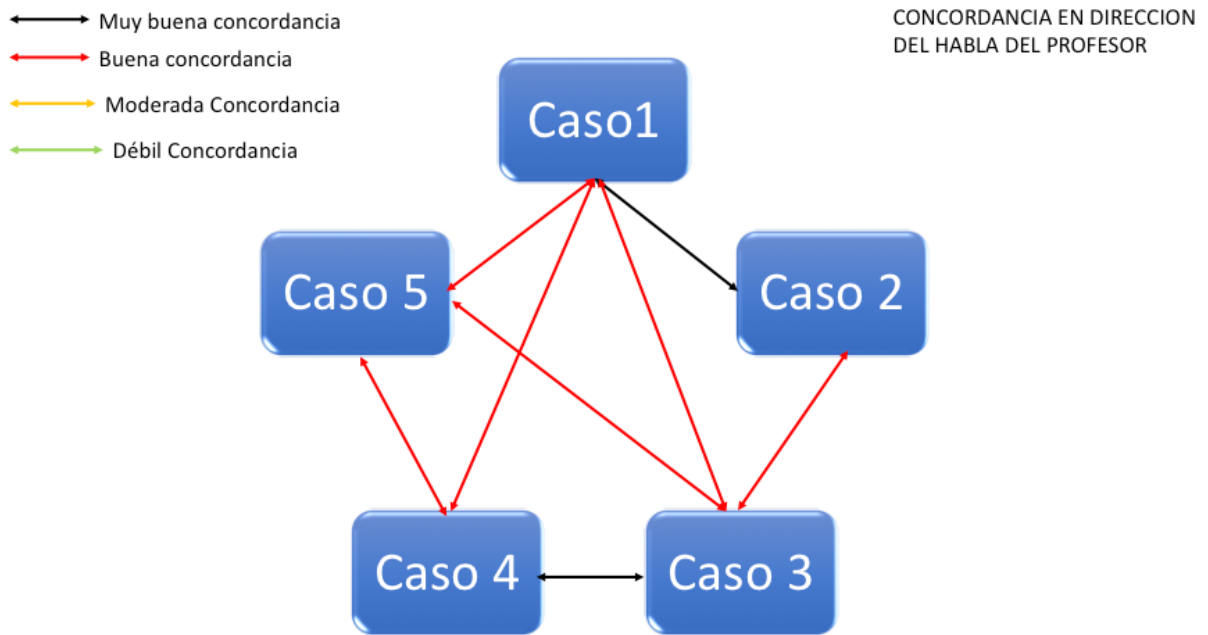 Muy buena concordancia
Buena concordancia
Moderada Concordancia
Débil Concordancia
CONCORDANCIA EN DIRECCION
DEL HABLA DEL PROFESOR
Caso1
Caso 5
Caso 2
Caso 4
Caso 3